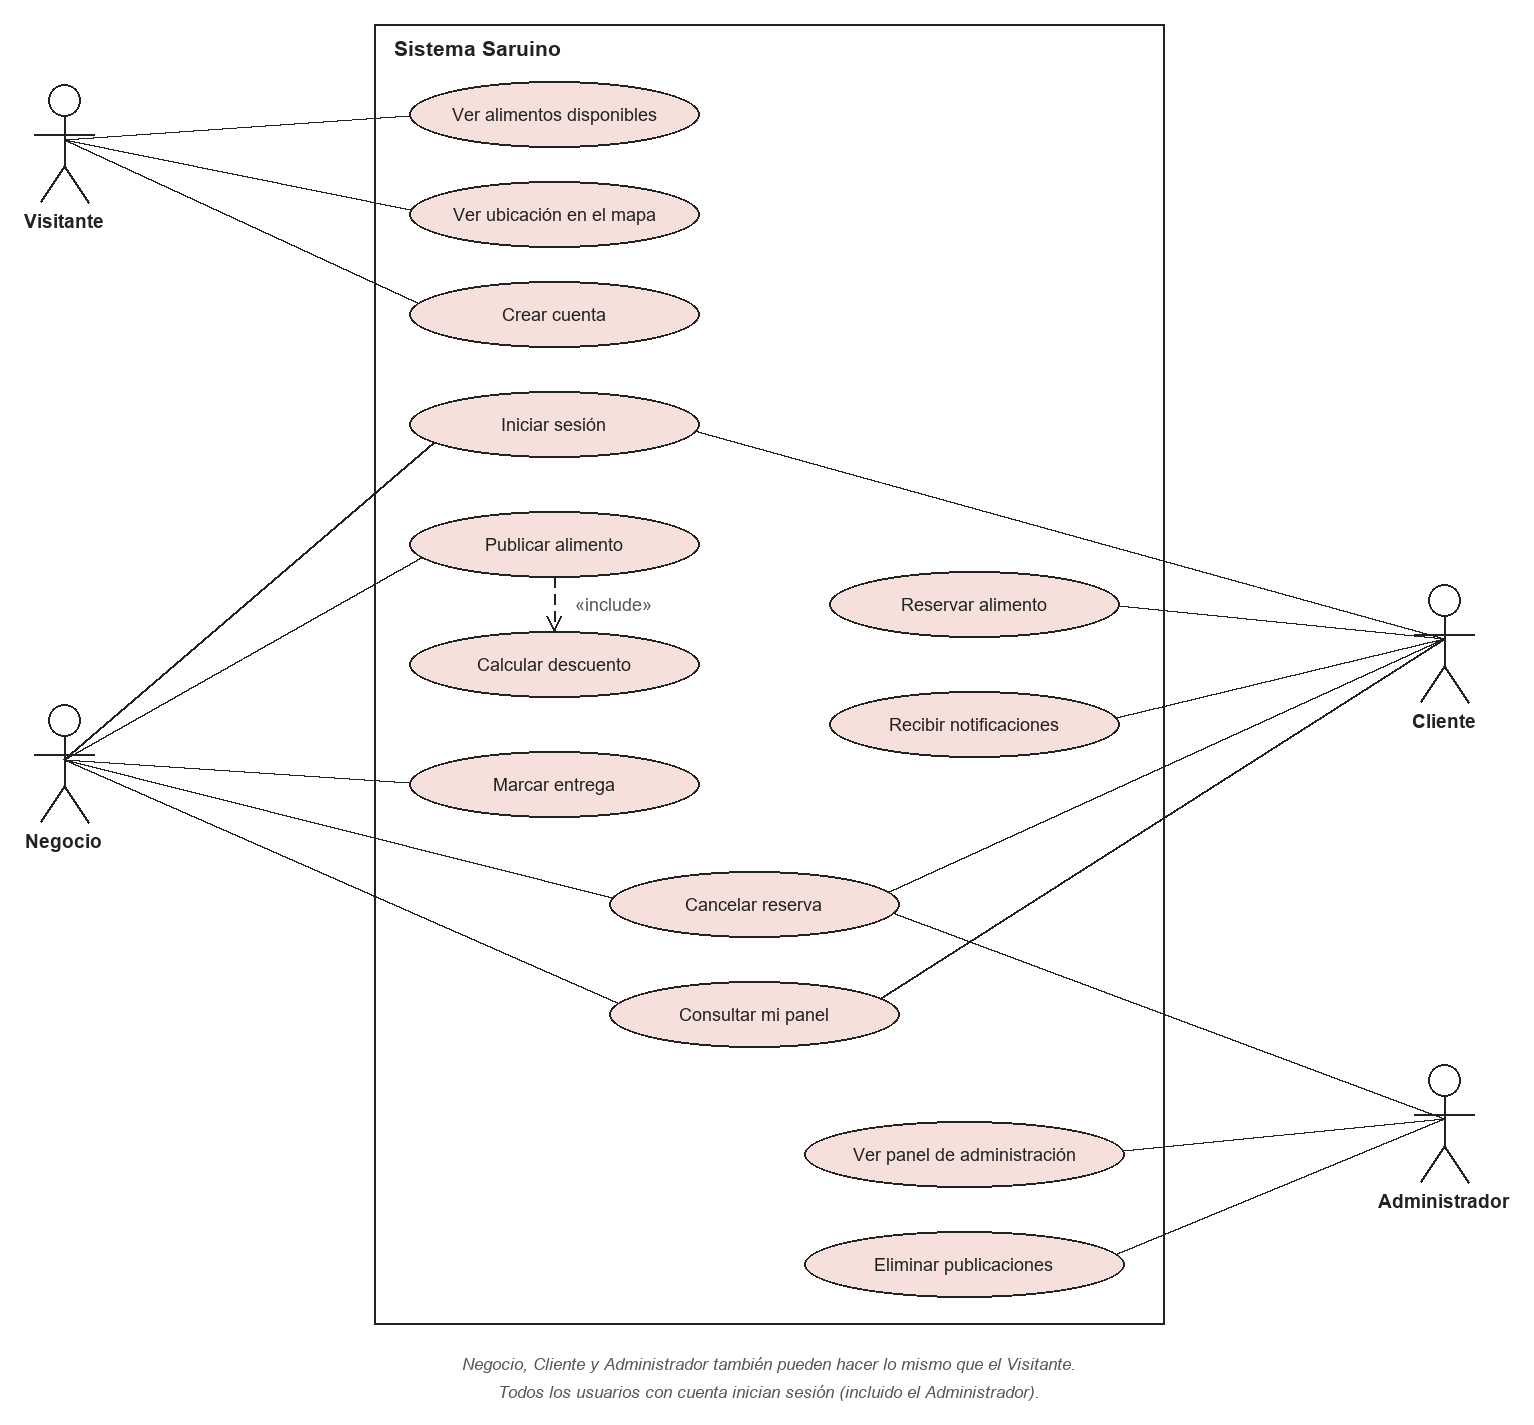 Sistema Saruino
Ver alimentos disponibles
Visitante
Ver ubicación en el mapa
Crear cuenta
Iniciar sesión
Publicar alimento
«include»
Reservar alimento
Calcular descuento
Recibir notificaciones
Cliente
Marcar entrega
Negocio
Cancelar reserva
Consultar mi panel
Ver panel de administración
Administrador
Eliminar publicaciones
Negocio, Cliente y Administrador también pueden hacer lo mismo que el Visitante.
Todos los usuarios con cuenta inician sesión (incluido el Administrador).